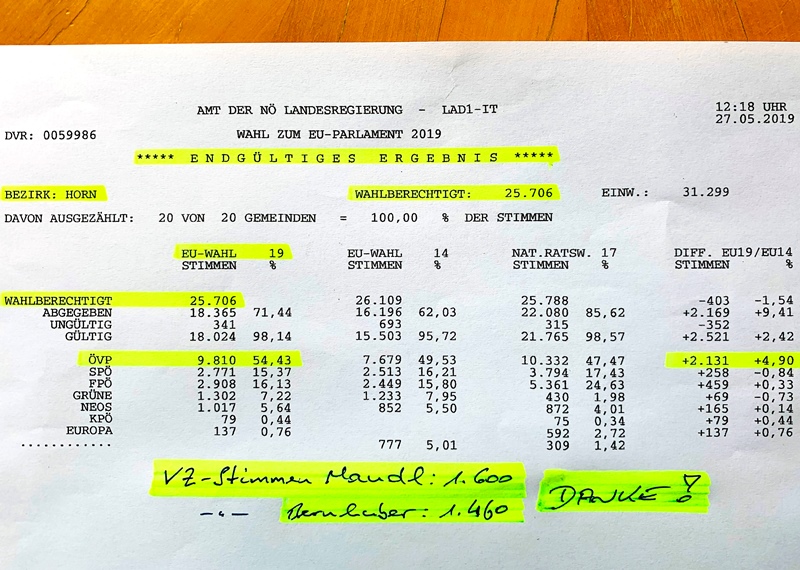 AMT DER NÖ LANDESREGIERUNG - LAD1-IT 12:18 UHR
27.05.2019
DVR: 0059986 WAHL ZUM EU-PARLAMENT 2019
***** ENDGÜLTIGES ERGEBNIS *****
BEZIRK: HORN WAHLBERECHTIGT: 25.706 EINW.: 31.299
DAVON AUSGEZÄHLT: 20 VON 20 GEMEINDEN = 100,00 % DER STIMMEN
EU-WAHL 19 EU-WAHL 14 NAT.RATSW. 17 DIFF. EU19/EU14
STIMMEN % STIMMEN % STIMMEN % STIMMEN %
WAHLBERECHTIGT 25.706 26.109 25.788 -403 -1,54
ABGEGEBEN 18.365 71,44 16.196 62,03 22.080 85,62 +2.169 +9,41
UNGÜLTIG 341 693 315 -352
GÜLTIG 18.024 98,14 15.503 95,72 21.765 98,57 +2.521 +2,42
ÖVP 9.810 54,43 7.679 49,53 10.332 47,47 +2.131 +4,90
SPÖ 2.771 15,37 2.513 16,21 3.794 17,43 +258 -0,84
FPÖ 2.908 16,13 2.449 15,80 5.361 24,63 +459 +0,33
GRÜNE 1.302 7,22 1.233 7,95 430 1,98 +69 -0,73
NEOS 1.017 5,64 852 5,50 872 4,01 +165 +0,14
KPÖ 79 0,44 75 0,34 +79 +0,44
EUROPA 137 0,76 592 2,72 +137 +0,76
............ 777 5,01 309 1,42
VZ-Stimmen Mandl: 1.600 DANKE!
—"— Bernhuber: 1.460